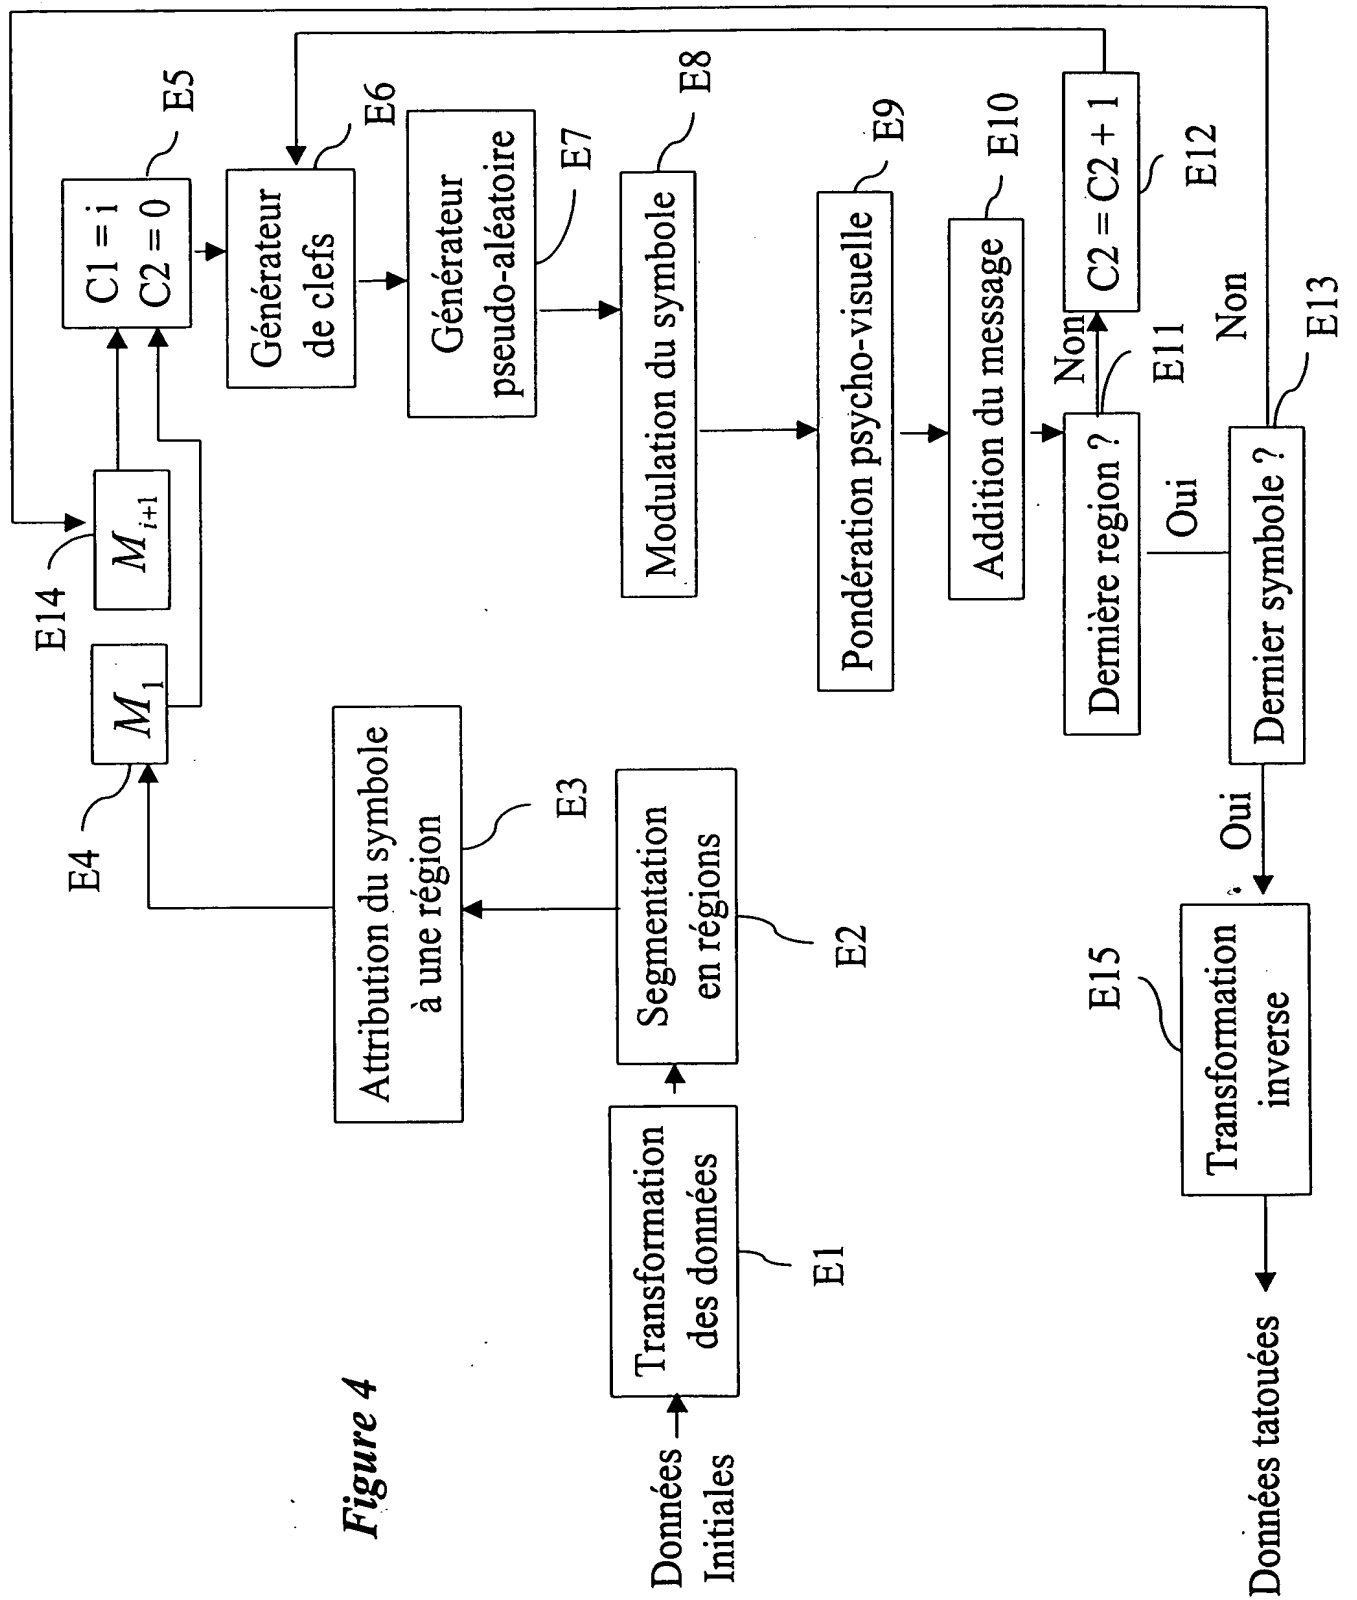 Figure 4
Données
Initiales
Transformation
des données
E1
Segmentation
en régions
E2
Attribution du symbole
à une région
E3
M1
E4
Mi+1
E14
C1 = i
C2 = 0
E5
Générateur
de clefs
E6
Générateur
pseudo-aléatoire
E7
Modulation du symbole
E8
Pondération psycho-visuelle
E9
Addition du message
E10
Dernière region ?
E11
Non
C2 = C2 + 1
E12
Oui
Dernier symbole ?
E13
Non
Oui
Transformation
inverse
E15
Données tatouées